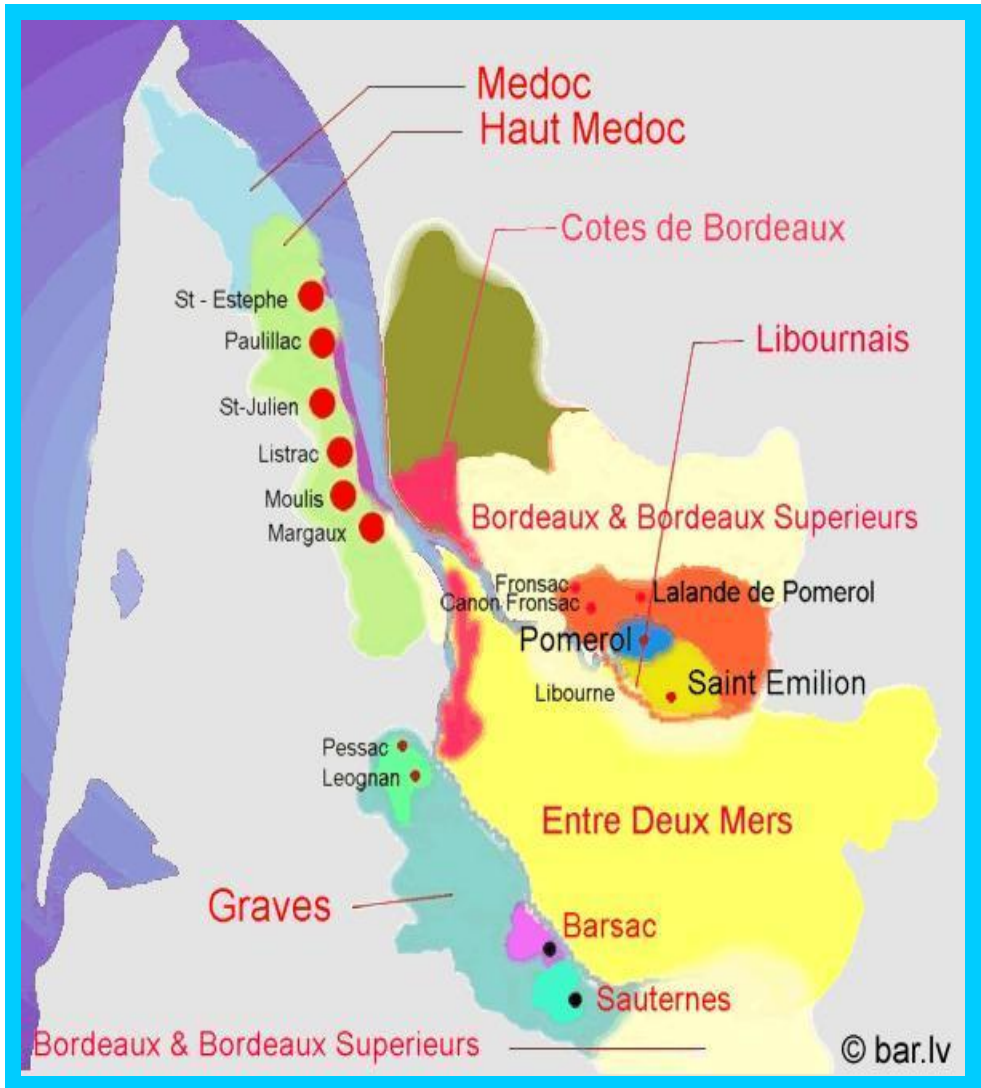 Medoc
Haut Medoc
Cotes de Bordeaux
St - Estephe
Libournais
Paulillac
St-Julien
Listrac
Moulis
Bordeaux & Bordeaux Superieurs
Margaux
Fronsac
Lalande de Pomerol
Canon Fronsac
Pomerol
Saint Emilion
Libourne
Pessac
Leognan
Entre Deux Mers
Graves
Barsac
Sauternes
Bordeaux & Bordeaux Superieurs
© bar.lv